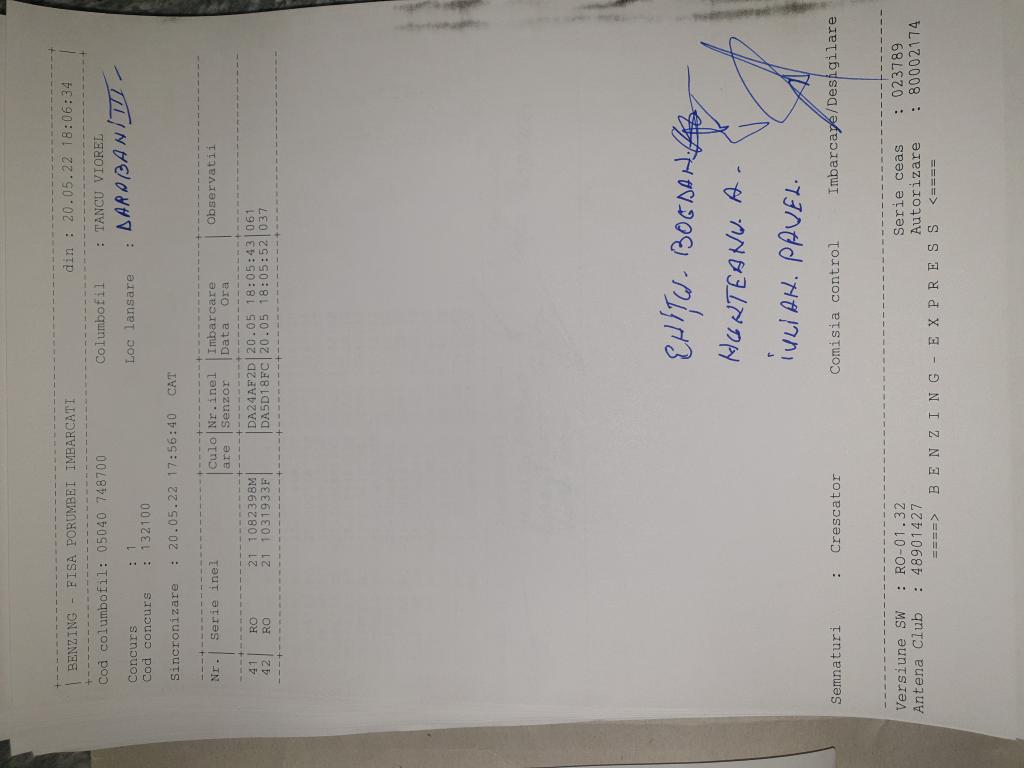 BENZING - FISA PORUMBEI IMBARCATI din : 20.05.22 18:06:34
Cod columbofil: 05040 748700 Columbofil : TANCU VIOREL
Concurs : 1 Loc lansare : DARABANI III
Cod concurs : 132100
Sincronizare : 20.05.22 17:56:40 CAT
Nr.| Serie inel |Culo|Nr.inel |Imbarcare | Observatii
| |are |Senzor |Data Ora |
41| RO 21 1082398M| |DA24AF2D|20.05 18:05:43|061
42| RO 21 1031933F| |DA5D18FC|20.05 18:05:52|037
MUNTEANU. A.
IULIAN. PAVEL.
Semnaturi : Crescator Comisia control Imbarcare/Desigilare
Versiune SW : RO-01.32 Serie ceas : 023789
Antena Club : 48901427 Autorizare : 80002174
====> B E N Z I N G - E X P R E S S <====